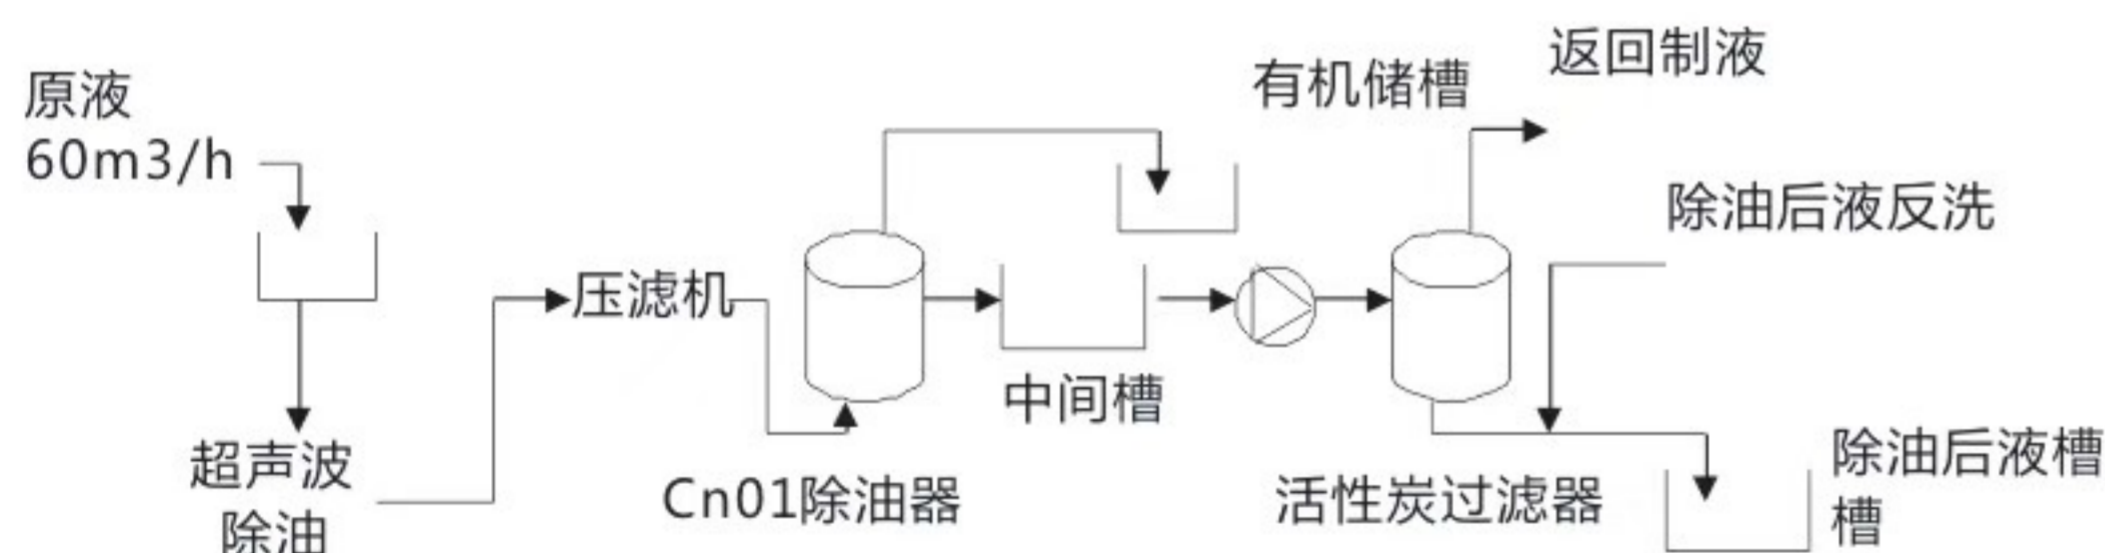 原液
60m3/h
超声波
除油
压滤机
Cn01除油器
有机储槽
中间槽
返回制液
除油后液反洗
活性炭过滤器
除油后液槽
槽